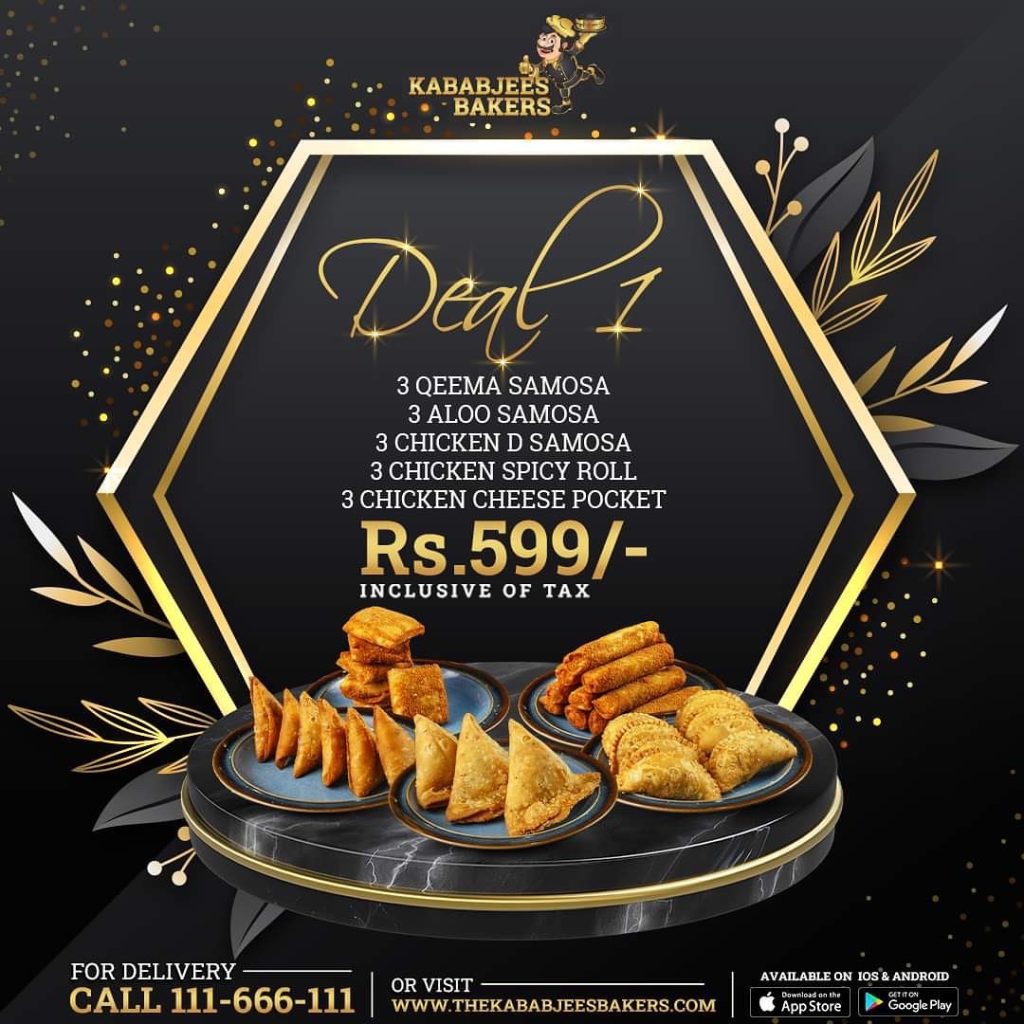 KABABJEES
BAKERS
Deal 1
3 QEEMA SAMOSA
3 ALOO SAMOSA
3 CHICKEN D SAMOSA
3 CHICKEN SPICY ROLL
3 CHICKEN CHEESE POCKET
Rs.599/-
INCLUSIVE OF TAX
FOR DELIVERY
CALL 111-666-111
OR VISIT
WWW.THEKABABJEESBAKERS.COM
AVAILABLE ON IOS & ANDROID
Download on the
App Store
GET IT ON
Google Play